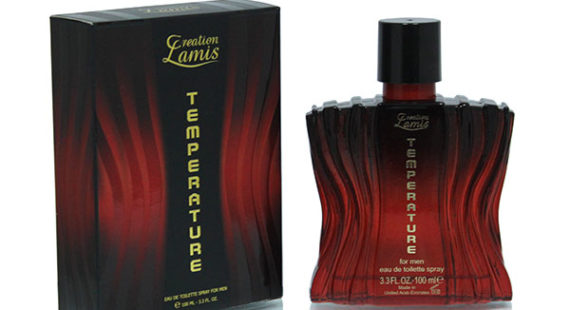 Creation
Lamis
TEMPERATURE
EAU DE TOILETTE SPRAY FOR MEN
℮ 100 ML - 3.3 FL.OZ.
Creation
Lamis
TEMPERATURE
for men
eau de toilette spray
3.3 FL.OZ.-100 ml ℮
Made in
United Arab Emirates